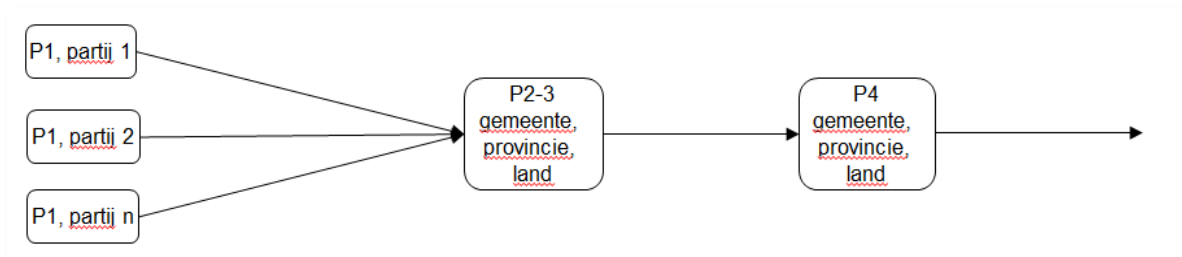 P1, partij 1
P1, partij 2
P1, partij n
P2-3
gemeente,
provincie,
land
P4
gemeente,
provincie,
land